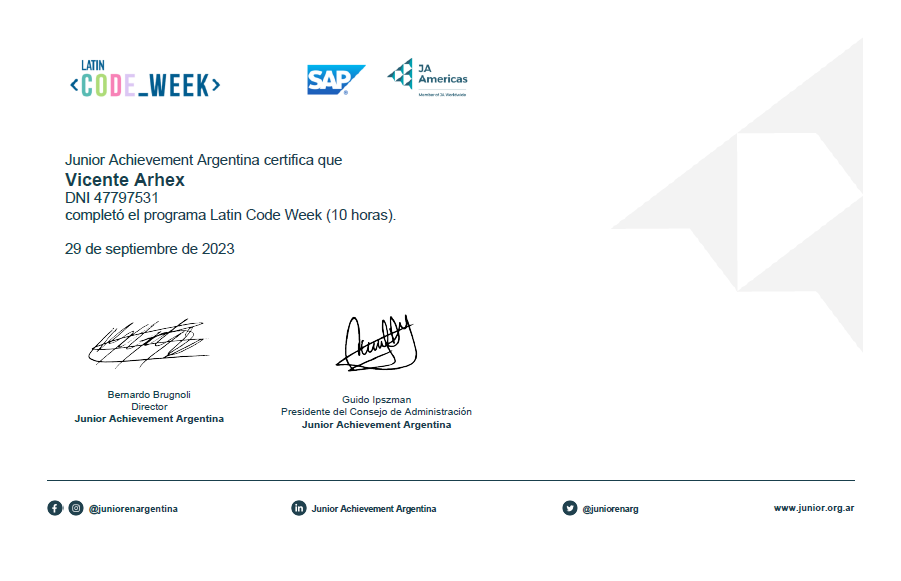 LATIN
<CODE_WEEK>
SAP®
JA
Americas
Member of JA Worldwide
Junior Achievement Argentina certifica que
Vicente Arhex
DNI 47797531
completó el programa Latin Code Week (10 horas).
29 de septiembre de 2023
Bernardo Brugnoli
Director
Junior Achievement Argentina
Guido Ipszman
Presidente del Consejo de Administración
Junior Achievement Argentina
@juniorenargentina
Junior Achievement Argentina
@juniorenarg
www.junior.org.ar